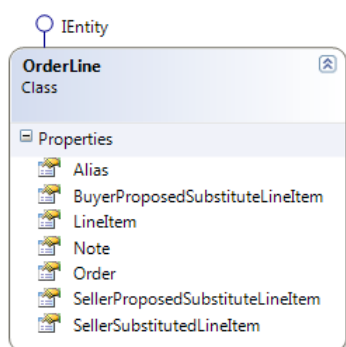 IEntity
OrderLine
Class
Properties
Alias
BuyerProposedSubstituteLineItem
LineItem
Note
Order
SellerProposedSubstituteLineItem
SellerSubstitutedLineItem